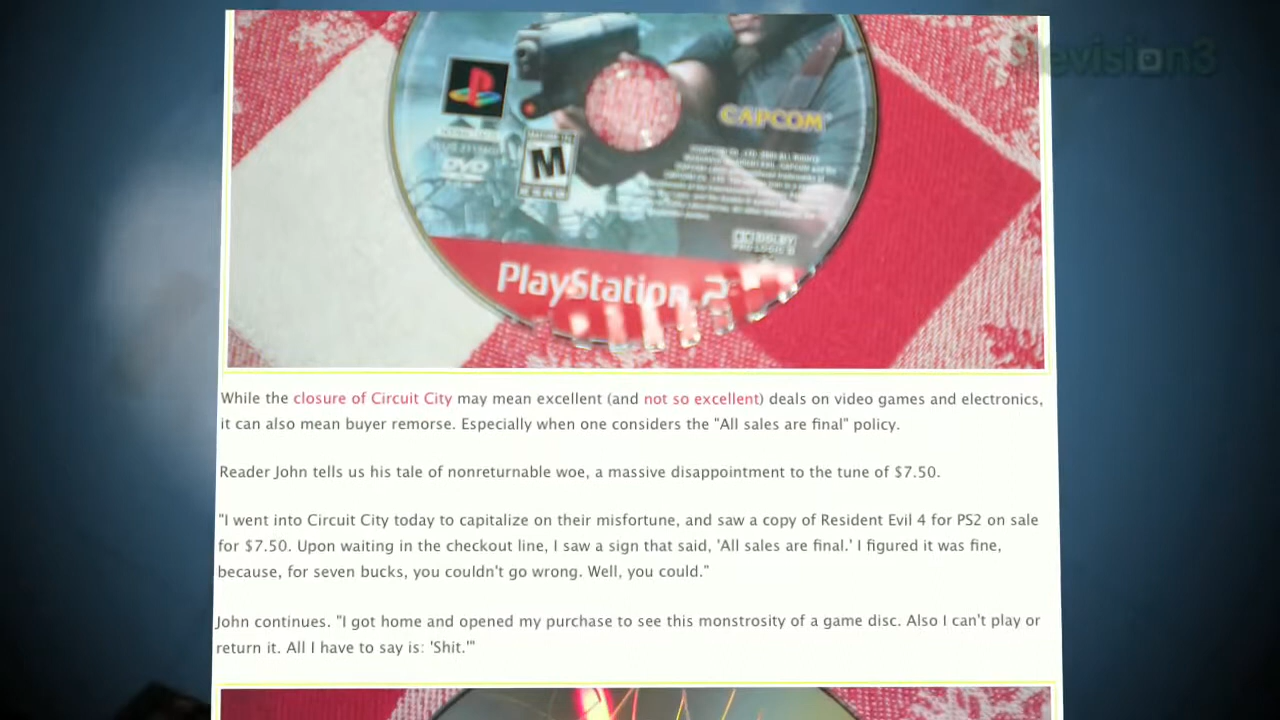 evision3
CAPCOM
DVD
M
DOLBY
PRO LOGIC II
PlayStation 2
While the closure of Circuit City may mean excellent (and not so excellent) deals on video games and electronics,
it can also mean buyer remorse. Especially when one considers the "All sales are final" policy.
Reader John tells us his tale of nonreturnable woe, a massive disappointment to the tune of $7.50.
"I went into Circuit City today to capitalize on their misfortune, and saw a copy of Resident Evil 4 for PS2 on sale
for $7.50. Upon waiting in the checkout line, I saw a sign that said, 'All sales are final.' I figured it was fine,
because, for seven bucks, you couldn't go wrong. Well, you could."
John continues. "I got home and opened my purchase to see this monstrosity of a game disc. Also I can't play or
return it. All I have to say is: 'Shit.'"